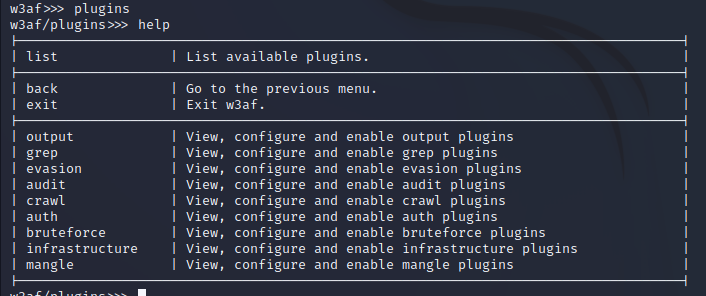 w3af>>> plugins
w3af/plugins>>> help
| list | List available plugins. |
| back | Go to the previous menu. |
| exit | Exit w3af. |
| output | View, configure and enable output plugins |
| grep | View, configure and enable grep plugins |
| evasion | View, configure and enable evasion plugins |
| audit | View, configure and enable audit plugins |
| crawl | View, configure and enable crawl plugins |
| auth | View, configure and enable auth plugins |
| bruteforce | View, configure and enable bruteforce plugins |
| infrastructure | View, configure and enable infrastructure plugins |
| mangle | View, configure and enable mangle plugins |
w3af/plugins>>>